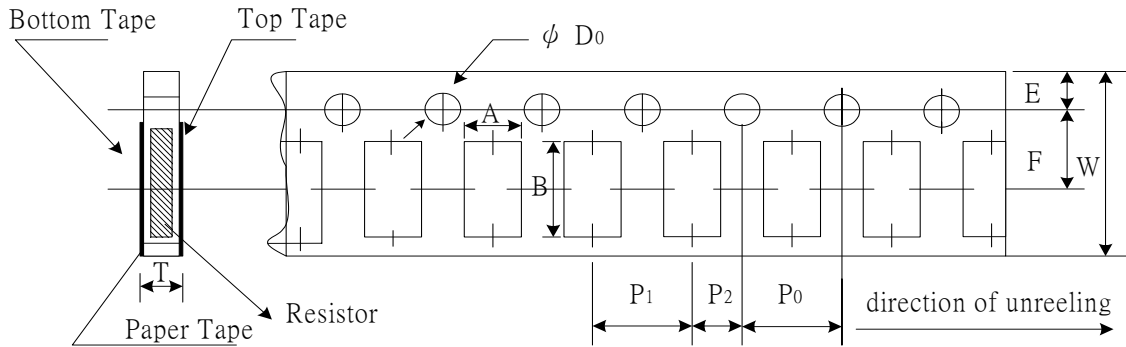 Bottom Tape
Top Tape
ϕ D0
E
A
F
W
B
T
P1
P2
P0
direction of unreeling
Resistor
Paper Tape